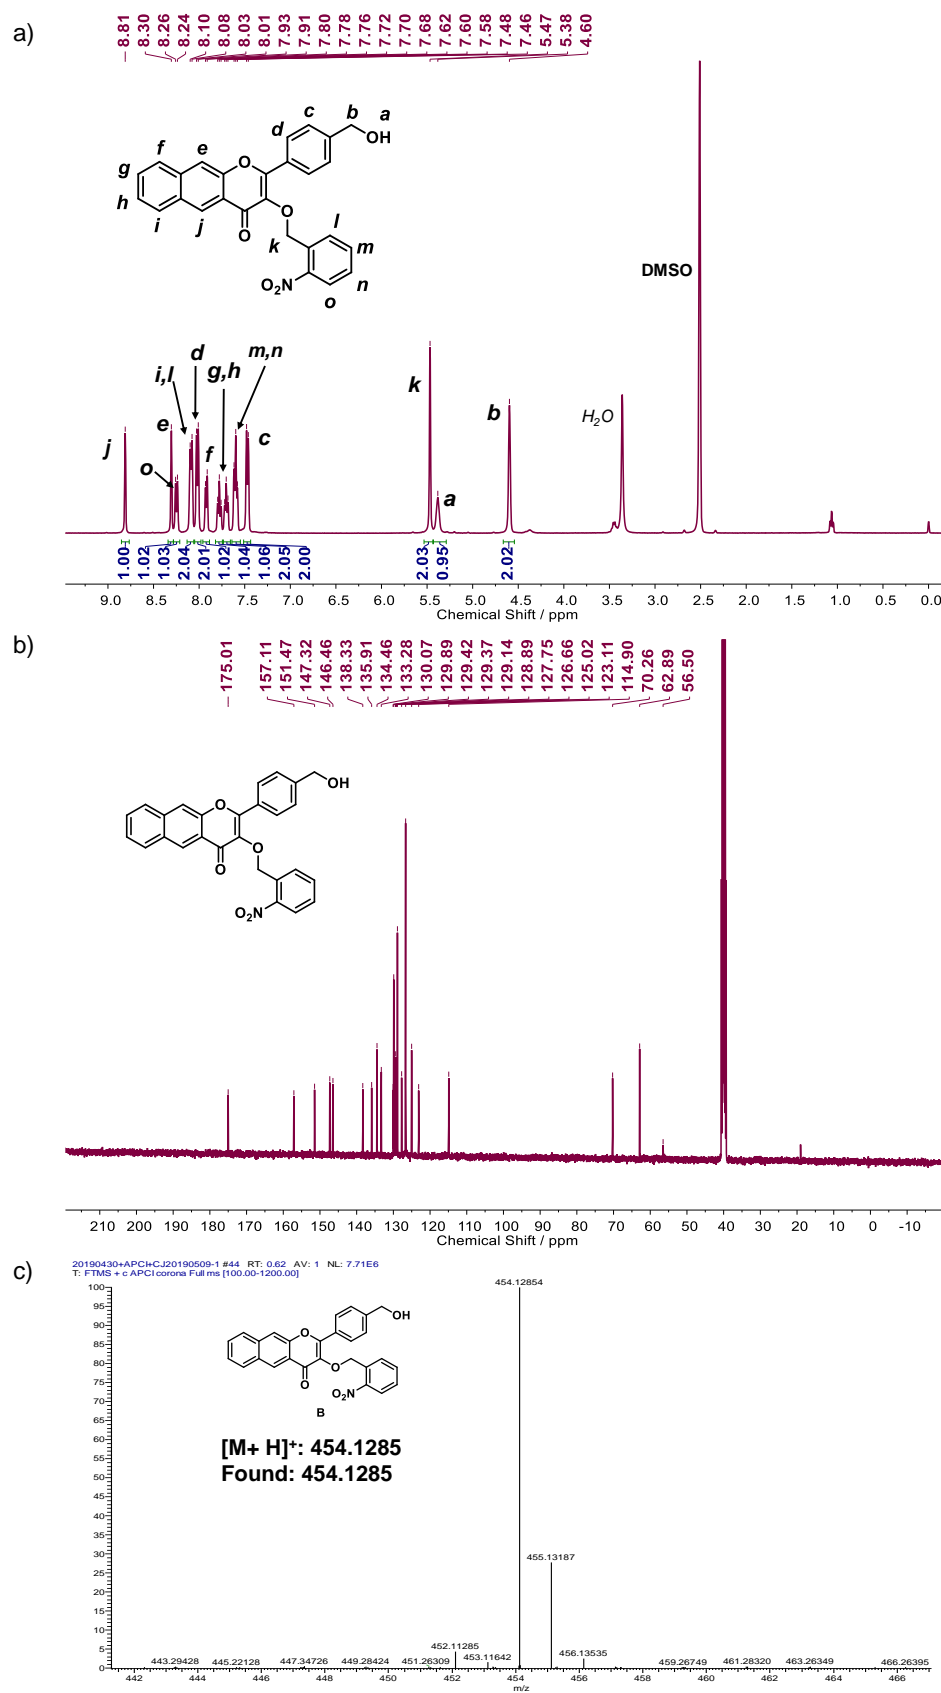 a)
8.81 8.30 8.26 8.24 8.10 8.08 8.03 8.01 7.93 7.91 7.80 7.78 7.76 7.72 7.70 7.68 7.62 7.60 7.58 7.48 7.46 5.47 5.38 4.60
c b a
d OH
f e
g O
h
i j O O l
k m
O₂N n
o
DMSO
d m,n
i,l g,h
k
e b H₂O
j o f c
a
1.00 1.02 1.03 2.04 2.01 1.02 1.04 1.06 2.05 2.00 2.03 0.95 2.02
9.0 8.5 8.0 7.5 7.0 6.5 6.0 5.5 5.0 4.5 4.0 3.5 3.0 2.5 2.0 1.5 1.0 0.5 0.0
Chemical Shift / ppm
b)
175.01 157.11 151.47 147.32 146.46 138.33 135.91 134.46 133.28 130.07 129.89 129.42 129.37 129.14 128.89 127.75 126.66 125.02 123.11 114.90 70.26 62.89 56.50
OH
O
O
O
O₂N
210 200 190 180 170 160 150 140 130 120 110 100 90 80 70 60 50 40 30 20 10 0 -10
Chemical Shift / ppm
c)
20190430+APCI+CJ20190509-1 #44 RT: 0.62 AV: 1 NL: 7.71E6
T: FTMS + c APCI corona Full ms [100.00-1200.00]
454.12854
100
95
90
85
80
75
70
65
60
55
50
45
40
35
30
25
20
15
10
5
0
OH
O
O
O
O₂N
B
[M+ H]⁺: 454.1285
Found: 454.1285
455.13187
452.11285 456.13535
443.29428 445.22128 447.34726 449.28424 451.26309 453.11642 459.26749 461.28320 463.26349 466.26395
442 444 446 448 450 452 454 456 458 460 462 464 466
m/z